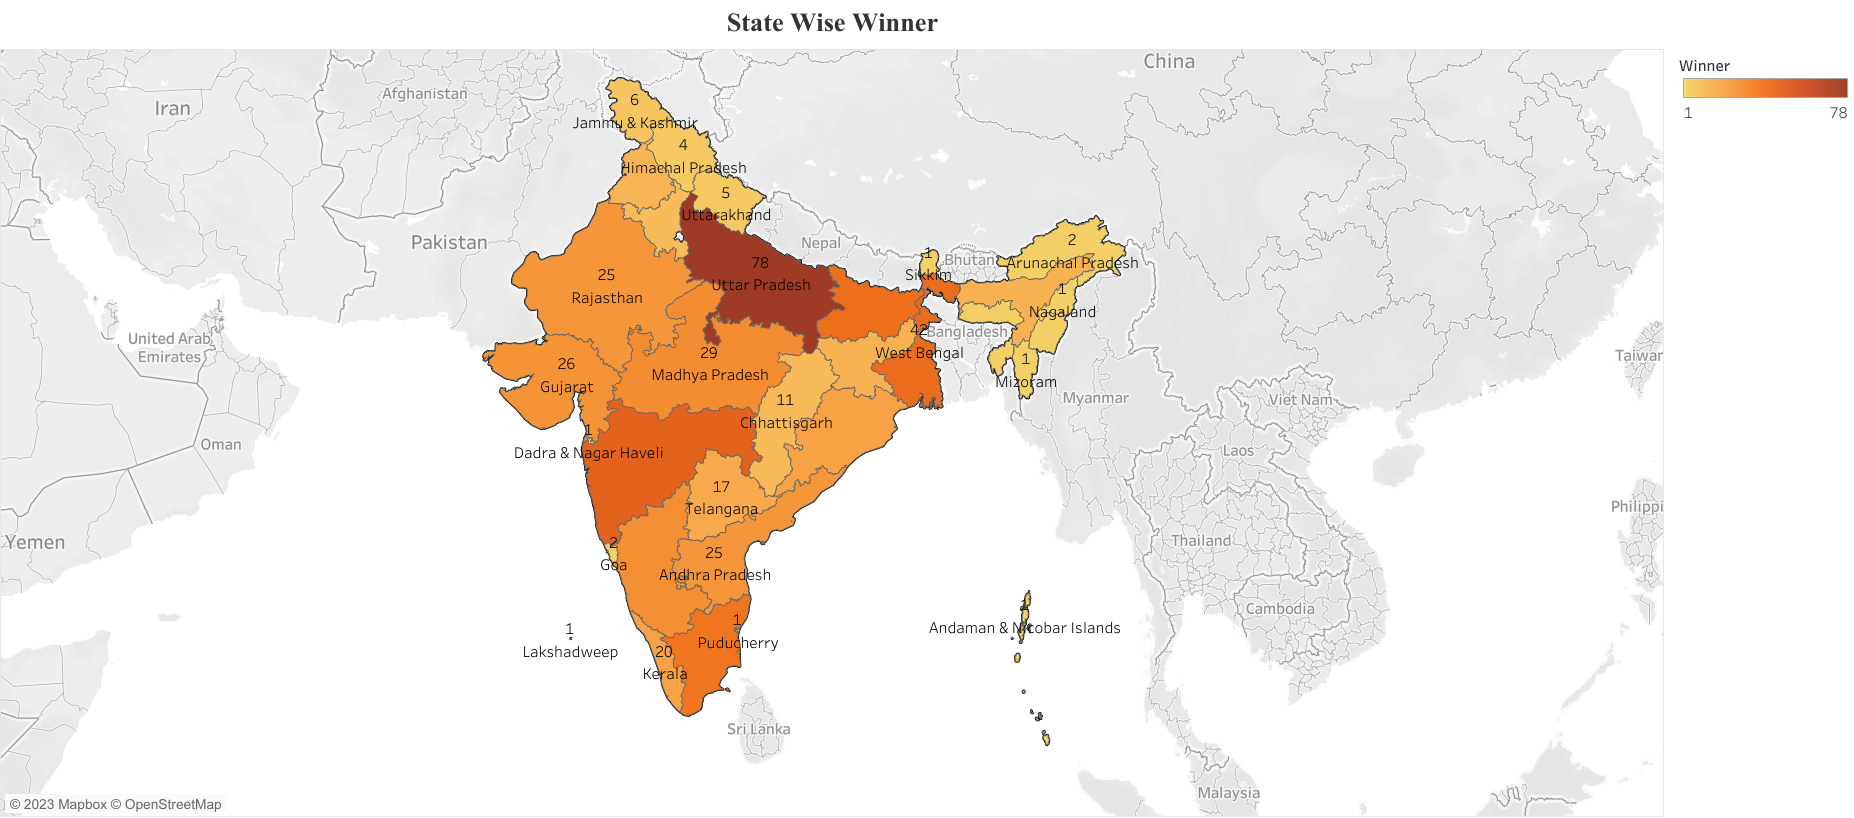 State Wise Winner
Winner
1
78
China
Afghanistan
Iran
6
Jammu & Kashmir
4
Himachal Pradesh
5
Uttarakhand
Pakistan
Nepal
2
Arunachal Pradesh
1
Sikkim
Bhutan
78
Uttar Pradesh
25
Rajasthan
1
Nagaland
United Arab
Emirates
42
West Bengal
Bangladesh
29
Madhya Pradesh
26
Gujarat
1
Mizoram
Taiwan
Myanmar
Viet Nam
11
Chhattisgarh
1
Dadra & Nagar Haveli
Oman
Laos
17
Telangana
Philippi
Yemen
Thailand
2
Goa
25
Andhra Pradesh
Cambodia
1
Puducherry
1
Lakshadweep
20
Kerala
1
Andaman & Nicobar Islands
Sri Lanka
Malaysia
© 2023 Mapbox © OpenStreetMap